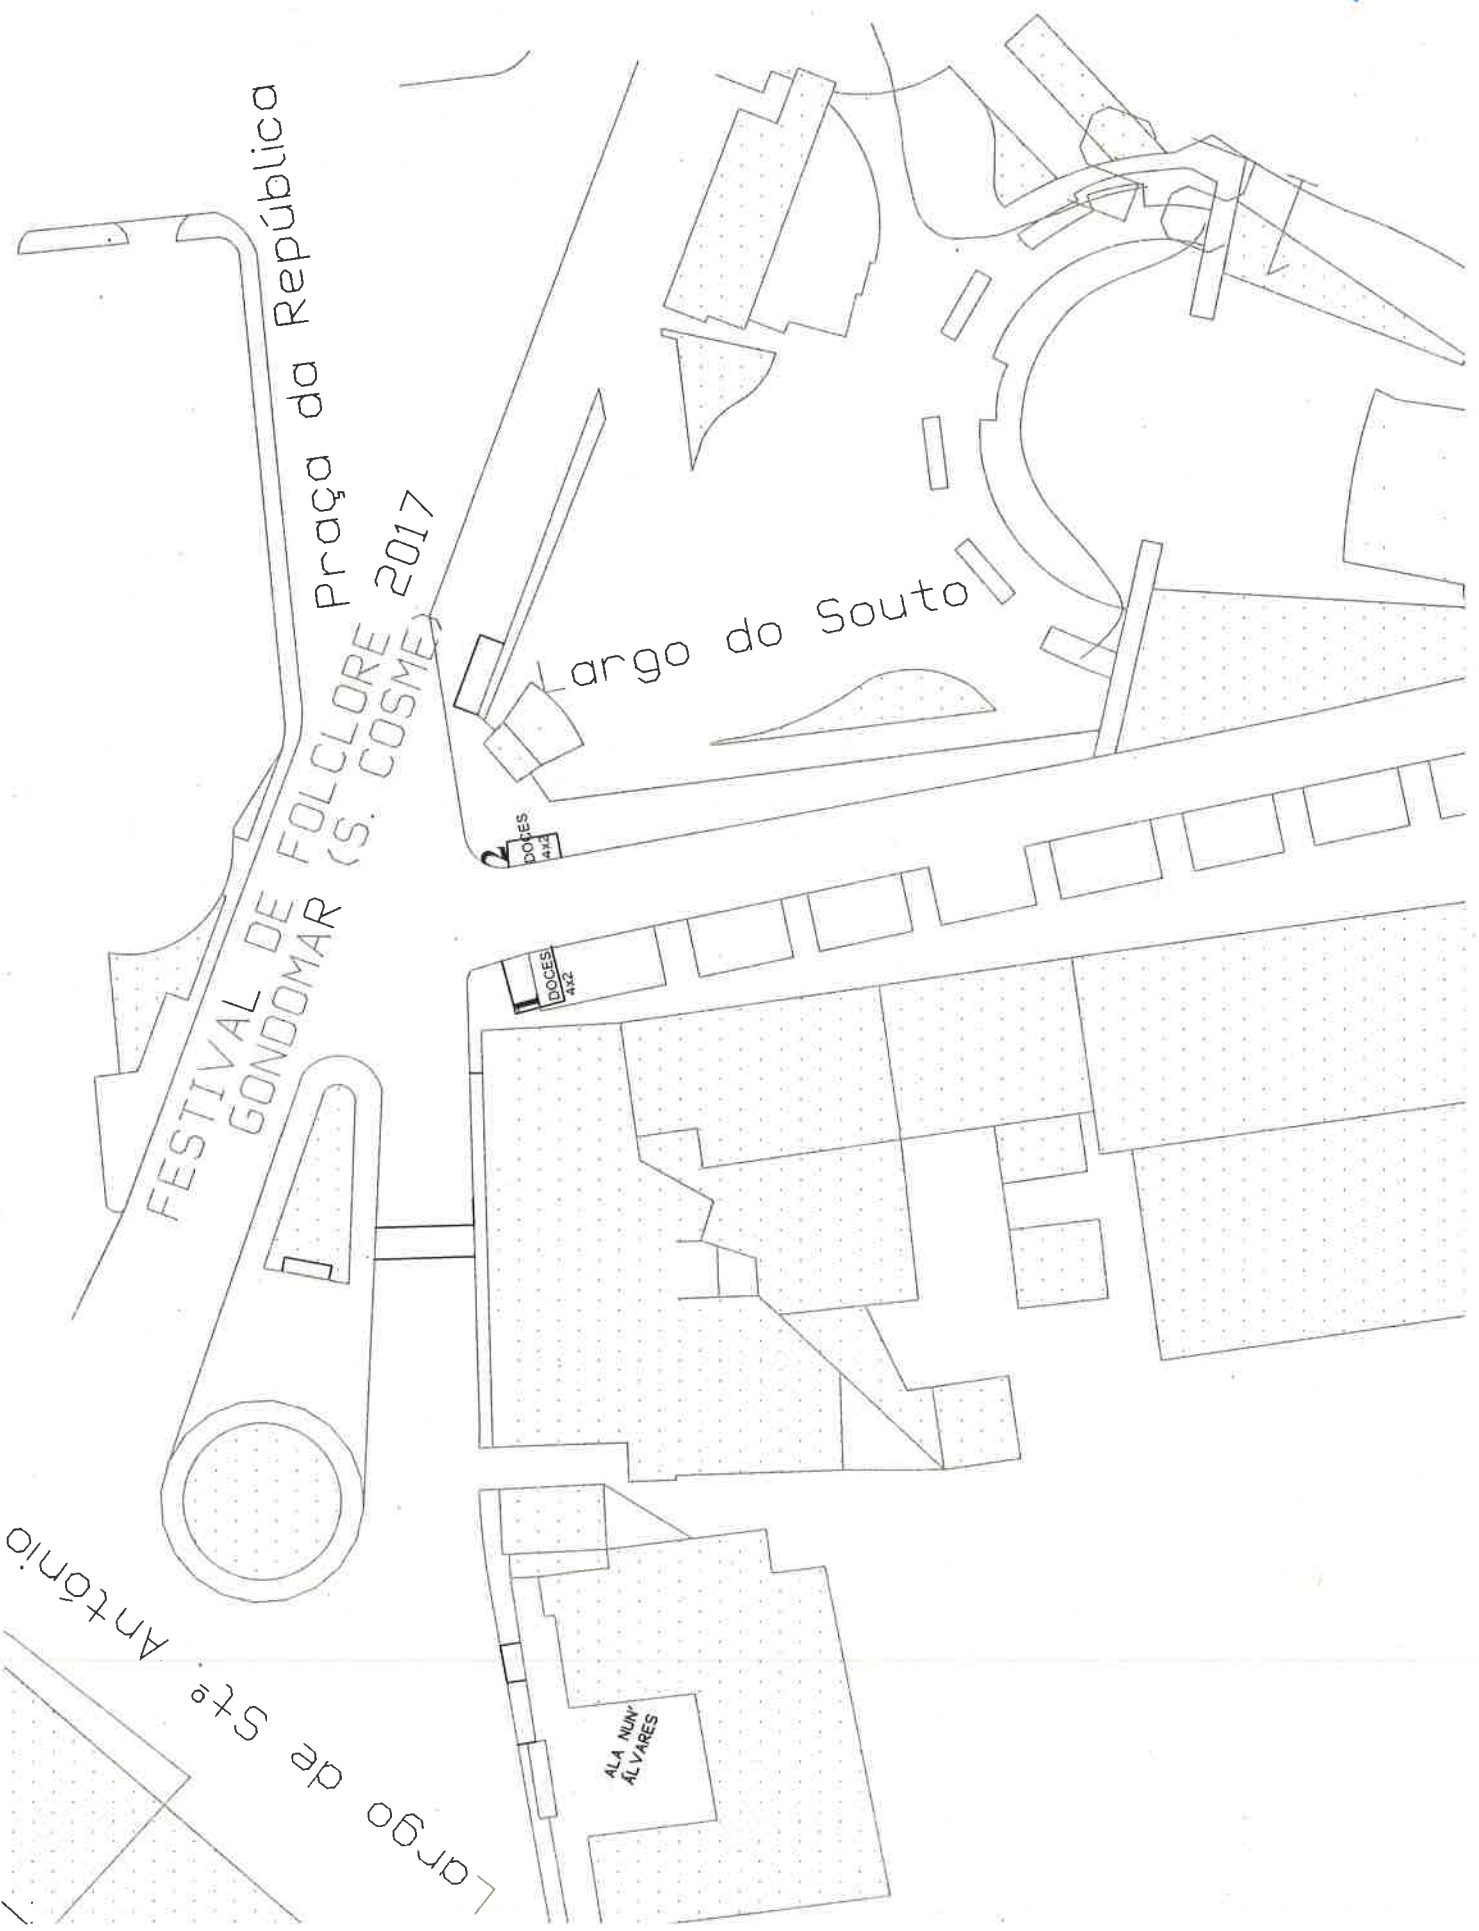 Praça da República
FESTIVAL DE FOLCLORE 2017
GONDOMAR (S. COSME)
Largo do Souto
2
DOCES
4x2
DOCES
4x2
Largo de Stº António
ALA NUN'
ÁLVARES